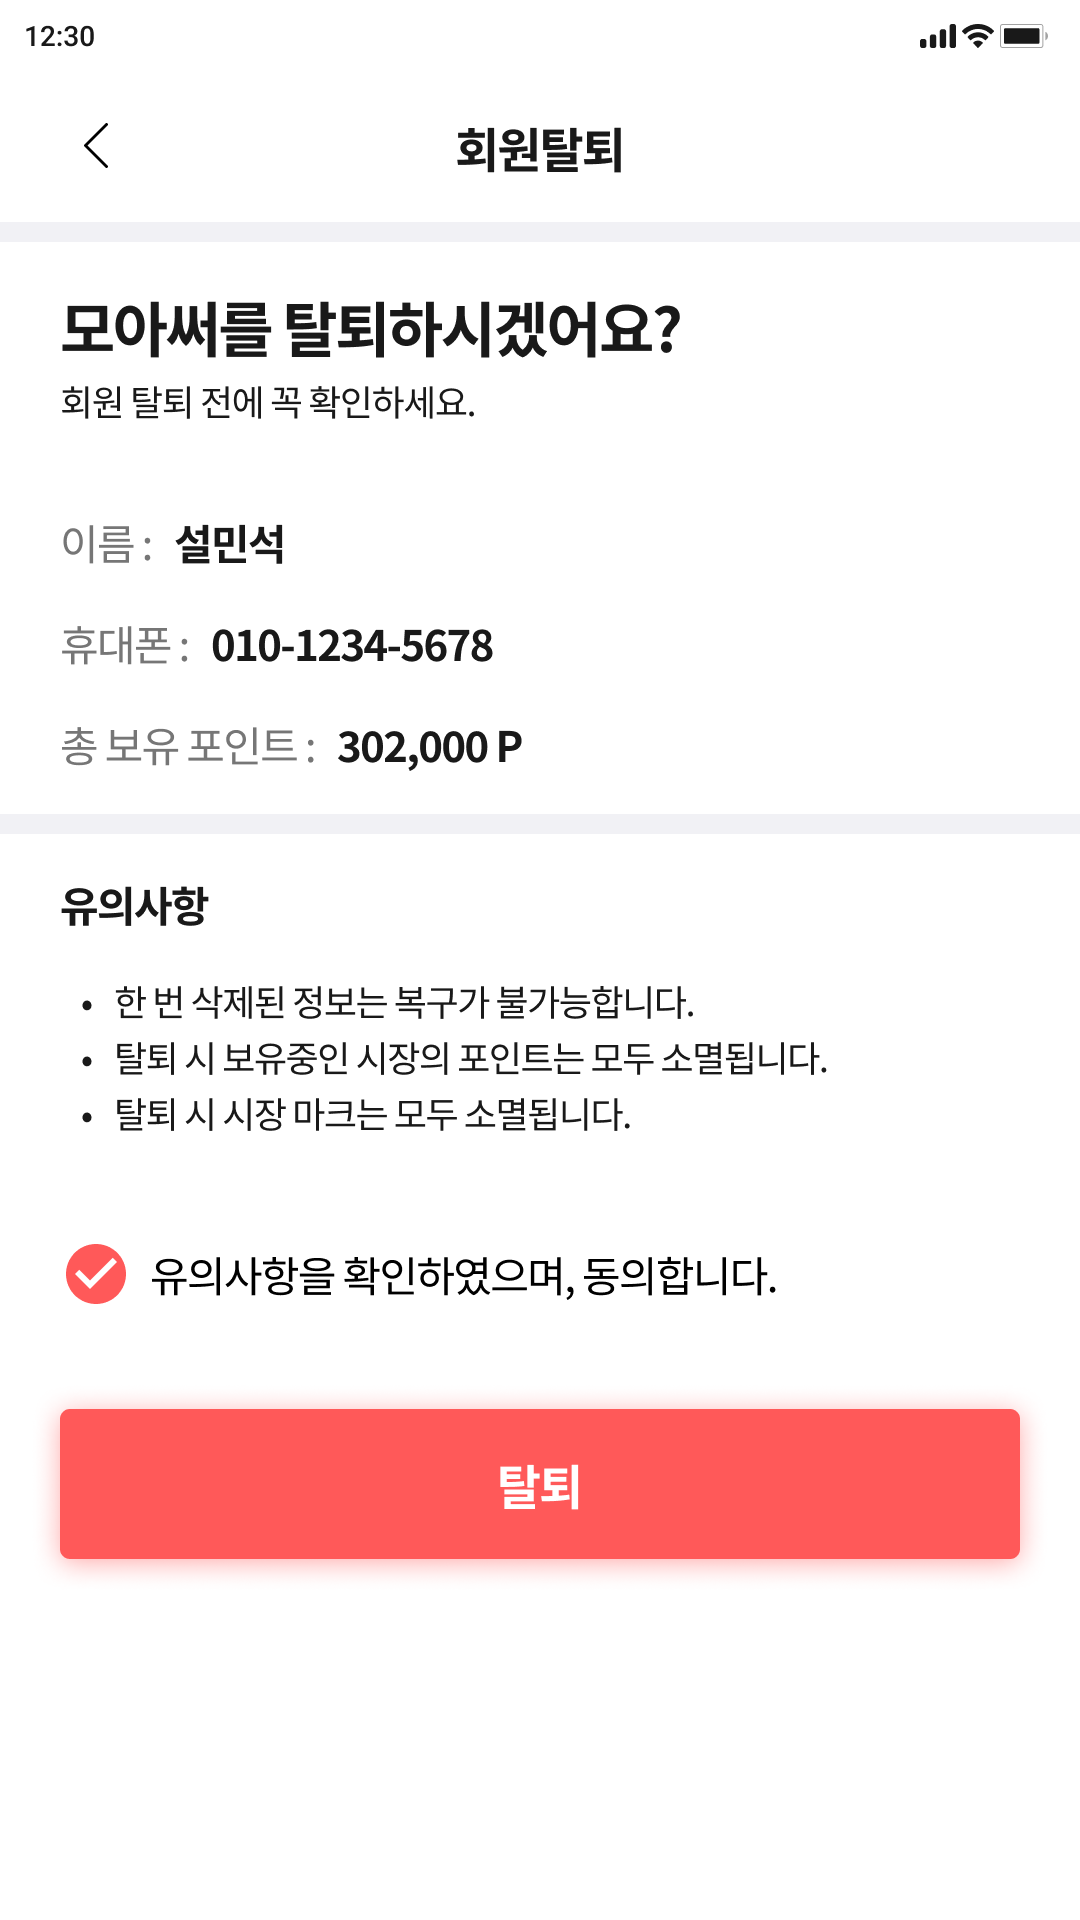 12:30
회원탈퇴
모아써를 탈퇴하시겠어요?
회원 탈퇴 전에 꼭 확인하세요.
이름 : 설민석
휴대폰 : 010-1234-5678
총 보유 포인트 : 302,000 P
유의사항
• 한 번 삭제된 정보는 복구가 불가능합니다.
• 탈퇴 시 보유중인 시장의 포인트는 모두 소멸됩니다.
• 탈퇴 시 시장 마크는 모두 소멸됩니다.
유의사항을 확인하였으며, 동의합니다.
탈퇴